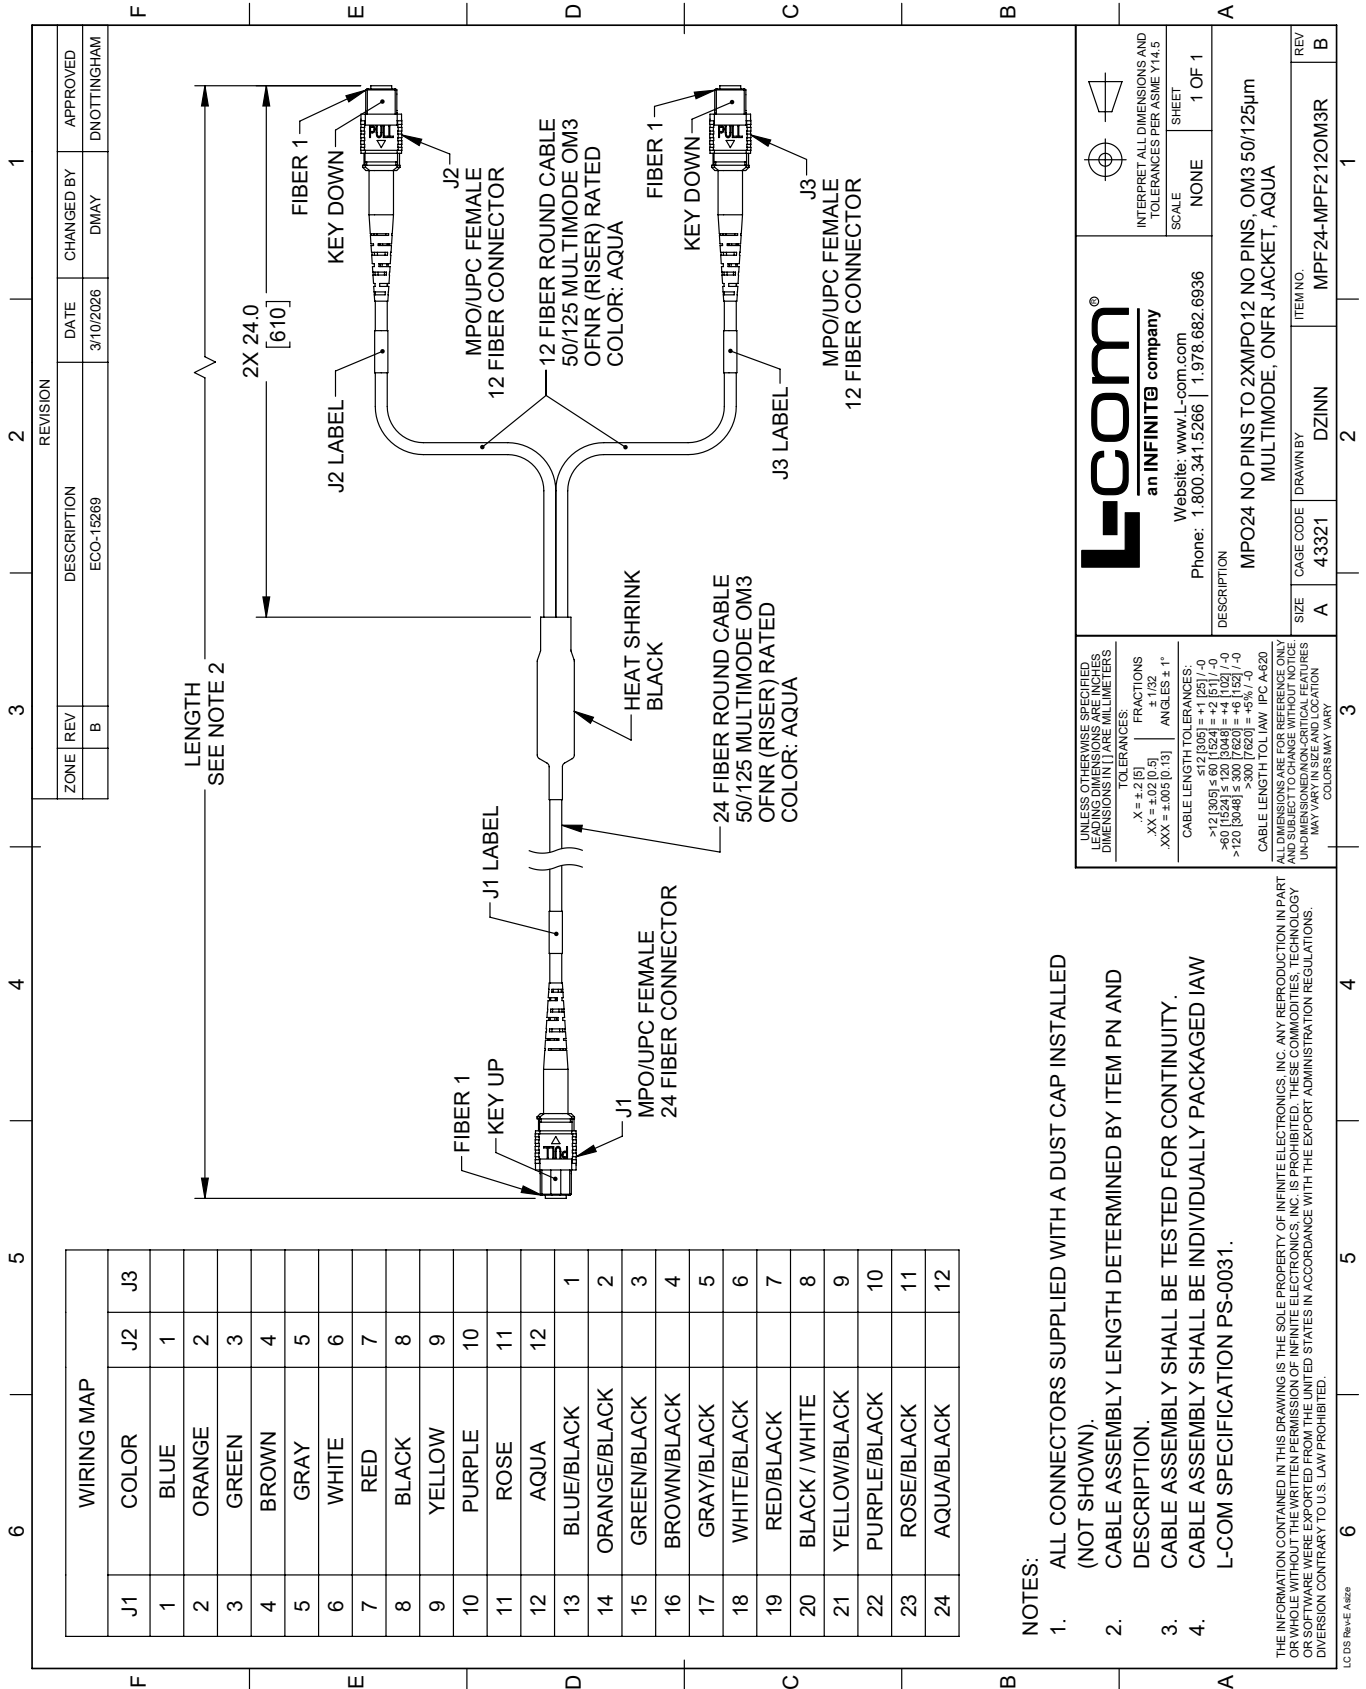 6
5
4
3
2
1
F
E
D
C
B
A
REVISION
ZONE
REV
DESCRIPTION
DATE
CHANGED BY
APPROVED
B
ECO-15269
3/10/2026
DMAY
DNOTTINGHAM
WIRING MAP
J1 COLOR J2 J3
1 BLUE 1
2 ORANGE 2
3 GREEN 3
4 BROWN 4
5 GRAY 5
6 WHITE 6
7 RED 7
8 BLACK 8
9 YELLOW 9
10 PURPLE 10
11 ROSE 11
12 AQUA 12
13 BLUE/BLACK 1
14 ORANGE/BLACK 2
15 GREEN/BLACK 3
16 BROWN/BLACK 4
17 GRAY/BLACK 5
18 WHITE/BLACK 6
19 RED/BLACK 7
20 BLACK / WHITE 8
21 YELLOW/BLACK 9
22 PURPLE/BLACK 10
23 ROSE/BLACK 11
24 AQUA/BLACK 12
LENGTH
SEE NOTE 2
2X 24.0
[610]
FIBER 1
KEY UP
PULL
J1
MPO/UPC FEMALE
24 FIBER CONNECTOR
J1 LABEL
HEAT SHRINK
BLACK
24 FIBER ROUND CABLE
50/125 MULTIMODE OM3
OFNR (RISER) RATED
COLOR: AQUA
J2 LABEL
FIBER 1
KEY DOWN
PULL
J2
MPO/UPC FEMALE
12 FIBER CONNECTOR
12 FIBER ROUND CABLE
50/125 MULTIMODE OM3
OFNR (RISER) RATED
COLOR: AQUA
FIBER 1
KEY DOWN
PULL
J3
MPO/UPC FEMALE
12 FIBER CONNECTOR
J3 LABEL
NOTES:
1. ALL CONNECTORS SUPPLIED WITH A DUST CAP INSTALLED
(NOT SHOWN).
2. CABLE ASSEMBLY LENGTH DETERMINED BY ITEM PN AND
DESCRIPTION.
3. CABLE ASSEMBLY SHALL BE TESTED FOR CONTINUITY.
4. CABLE ASSEMBLY SHALL BE INDIVIDUALLY PACKAGED IAW
L-COM SPECIFICATION PS-0031.
THE INFORMATION CONTAINED IN THIS DRAWING IS THE SOLE PROPERTY OF INFINITE ELECTRONICS, INC. ANY REPRODUCTION IN PART
OR WHOLE WITHOUT THE WRITTEN PERMISSION OF INFINITE ELECTRONICS, INC. IS PROHIBITED. THESE COMMODITIES, TECHNOLOGY
OR SOFTWARE WERE EXPORTED FROM THE UNITED STATES IN ACCORDANCE WITH THE EXPORT ADMINISTRATION REGULATIONS.
DIVERSION CONTRARY TO U.S. LAW PROHIBITED.
UNLESS OTHERWISE SPECIFIED
LEADING DIMENSIONS ARE INCHES
DIMENSIONS IN [ ] ARE MILLIMETERS
TOLERANCES:
.X = ±.2 [5]
.XX = ±.02 [0.5]
.XXX = ±.005 [0.13]
FRACTIONS
± 1/32
ANGLES ± 1°
CABLE LENGTH TOLERANCES:
≤12 [305] = +1 [25] / -0
>12 [305] ≤ 60 [1524] = +2 [51] / -0
>60 [1524] ≤ 120 [3048] = +4 [102] / -0
>120 [3048] ≤ 300 [7620] = +6 [152] / -0
>300 [7620] = +5% / -0
CABLE LENGTH TOL IAW IPC A-620
ALL DIMENSIONS ARE FOR REFERENCE ONLY
AND SUBJECT TO CHANGE WITHOUT NOTICE.
UN-DIMENSIONED/NON-CRITICAL FEATURES
MAY VARY IN SIZE AND LOCATION
COLORS MAY VARY
L-com®
an INFINITE company
Website: www.L-com.com
Phone: 1.800.341.5266 | 1.978.682.6936
INTERPRET ALL DIMENSIONS AND
TOLERANCES PER ASME Y14.5
SCALE
NONE
SHEET
1 OF 1
DESCRIPTION
MPO24 NO PINS TO 2XMPO12 NO PINS, OM3 50/125µm
MULTIMODE, ONFR JACKET, AQUA
SIZE
A
CAGE CODE
43321
DRAWN BY
DZINN
ITEM NO.
MPF24-MPF212OM3R
REV
B
F
E
D
C
B
A
6
5
4
3
2
1
LC DS Rev-E Asize